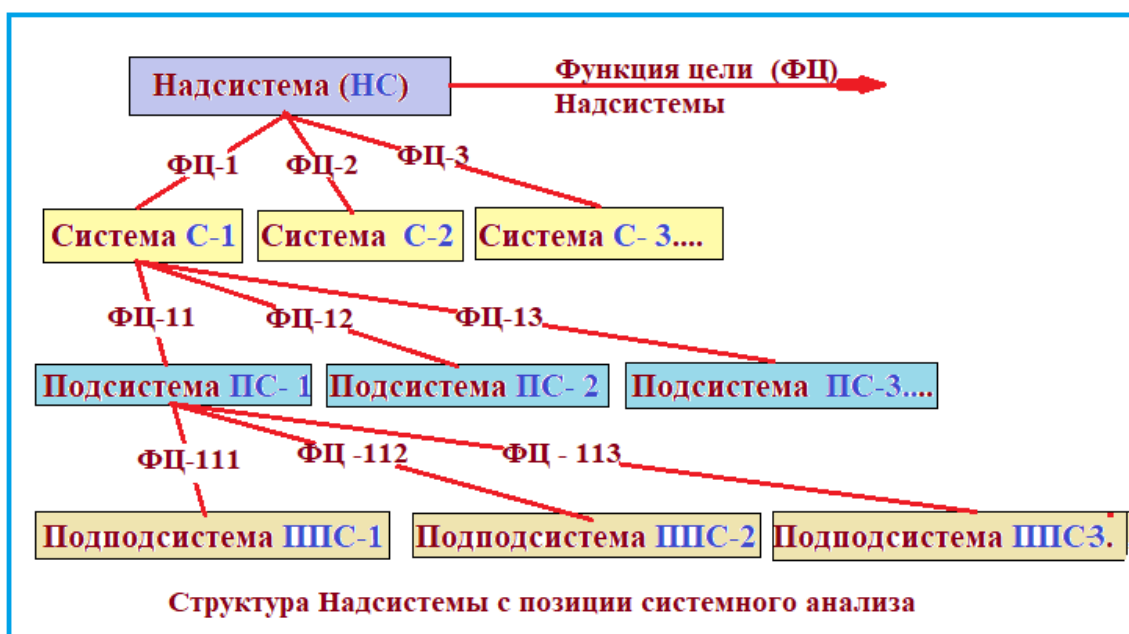 Надсистема (НС)
Функция цели (ФЦ)
Надсистемы
ФЦ-1
ФЦ-2
ФЦ-3
Система С-1
Система С-2
Система С- 3....
ФЦ-11
ФЦ-12
ФЦ-13
Подсистема ПС- 1
Подсистема ПС- 2
Подсистема ПС-3....
ФЦ-111
ФЦ -112
ФЦ - 113
Подподсистема ППС-1
Подподсистема ППС-2
Подподсистема ППС-3.
Структура Надсистемы с позиции системного анализа